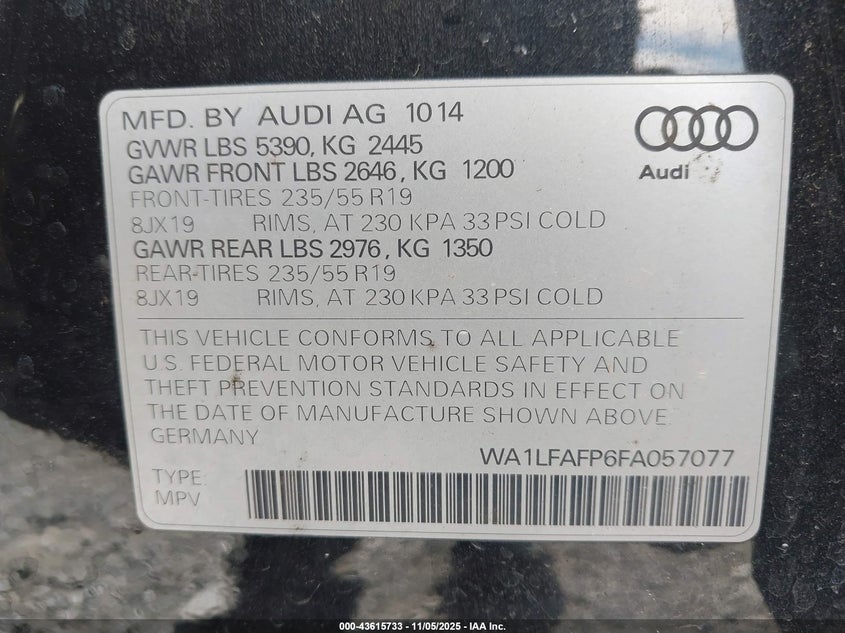 MFD. BY AUDI AG 1014
GVWR LBS 5390, KG 2445
GAWR FRONT LBS 2646, KG 1200
FRONT-TIRES 235/55 R19
8JX19 RIMS, AT 230 KPA 33 PSI COLD
GAWR REAR LBS 2976, KG 1350
REAR-TIRES 235/55 R19
8JX19 RIMS, AT 230 KPA 33 PSI COLD
Audi
THIS VEHICLE CONFORMS TO ALL APPLICABLE
U.S. FEDERAL MOTOR VEHICLE SAFETY AND
THEFT PREVENTION STANDARDS IN EFFECT ON
THE DATE OF MANUFACTURE SHOWN ABOVE
GERMANY
WA1LFAFP6FA057077
TYPE:
MPV
000-43615733 - 11/05/2025 - IAA Inc.